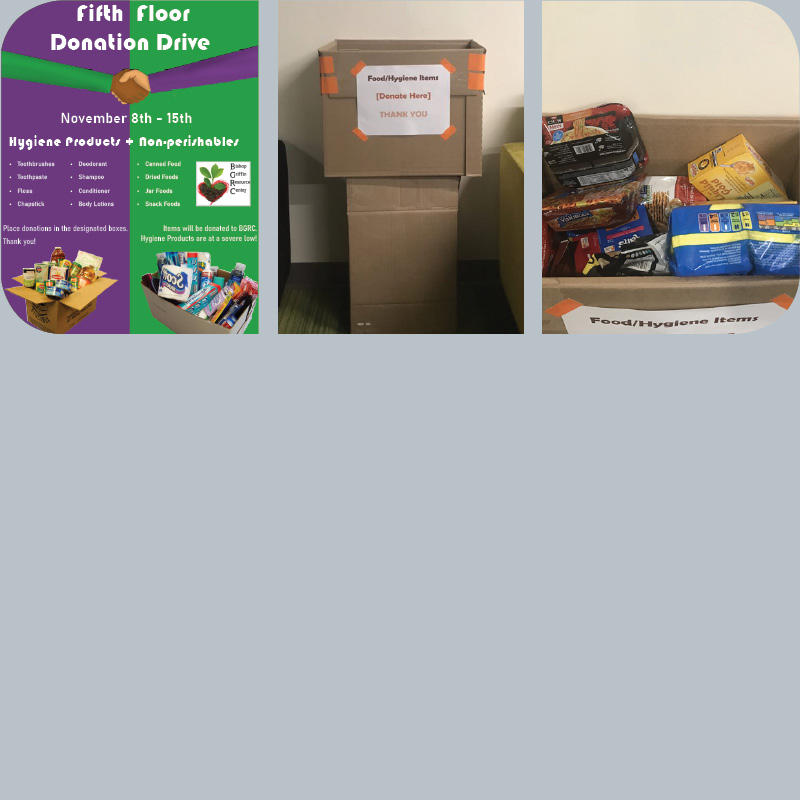 Fifth Floor
Donation Drive
November 8th - 15th
Hygiene Products + Non-perishables
• Toothbrushes
• Toothpaste
• Floss
• Chapstick
• Deodorant
• Shampoo
• Conditioner
• Body Lotions
• Canned Food
• Dried Foods
• Jar Foods
• Snack Foods
Bishop
Griffin
Resource
Center
Place donations in the designated boxes.
Thank you!
Items will be donated to BGRC.
Hygiene Products are at a severe low!
Food/Hygiene Items
[Donate Here]
THANK YOU
Food/Hygiene Items